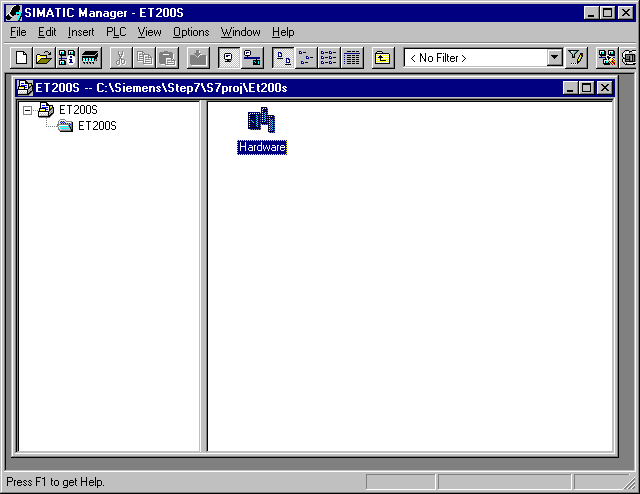 SIMATIC Manager - ET200S
File Edit Insert PLC View Options Window Help
< No Filter >
ET200S -- C:\Siemens\Step7\S7proj\Et200s
ET200S
ET200S
Hardware
Press F1 to get Help.